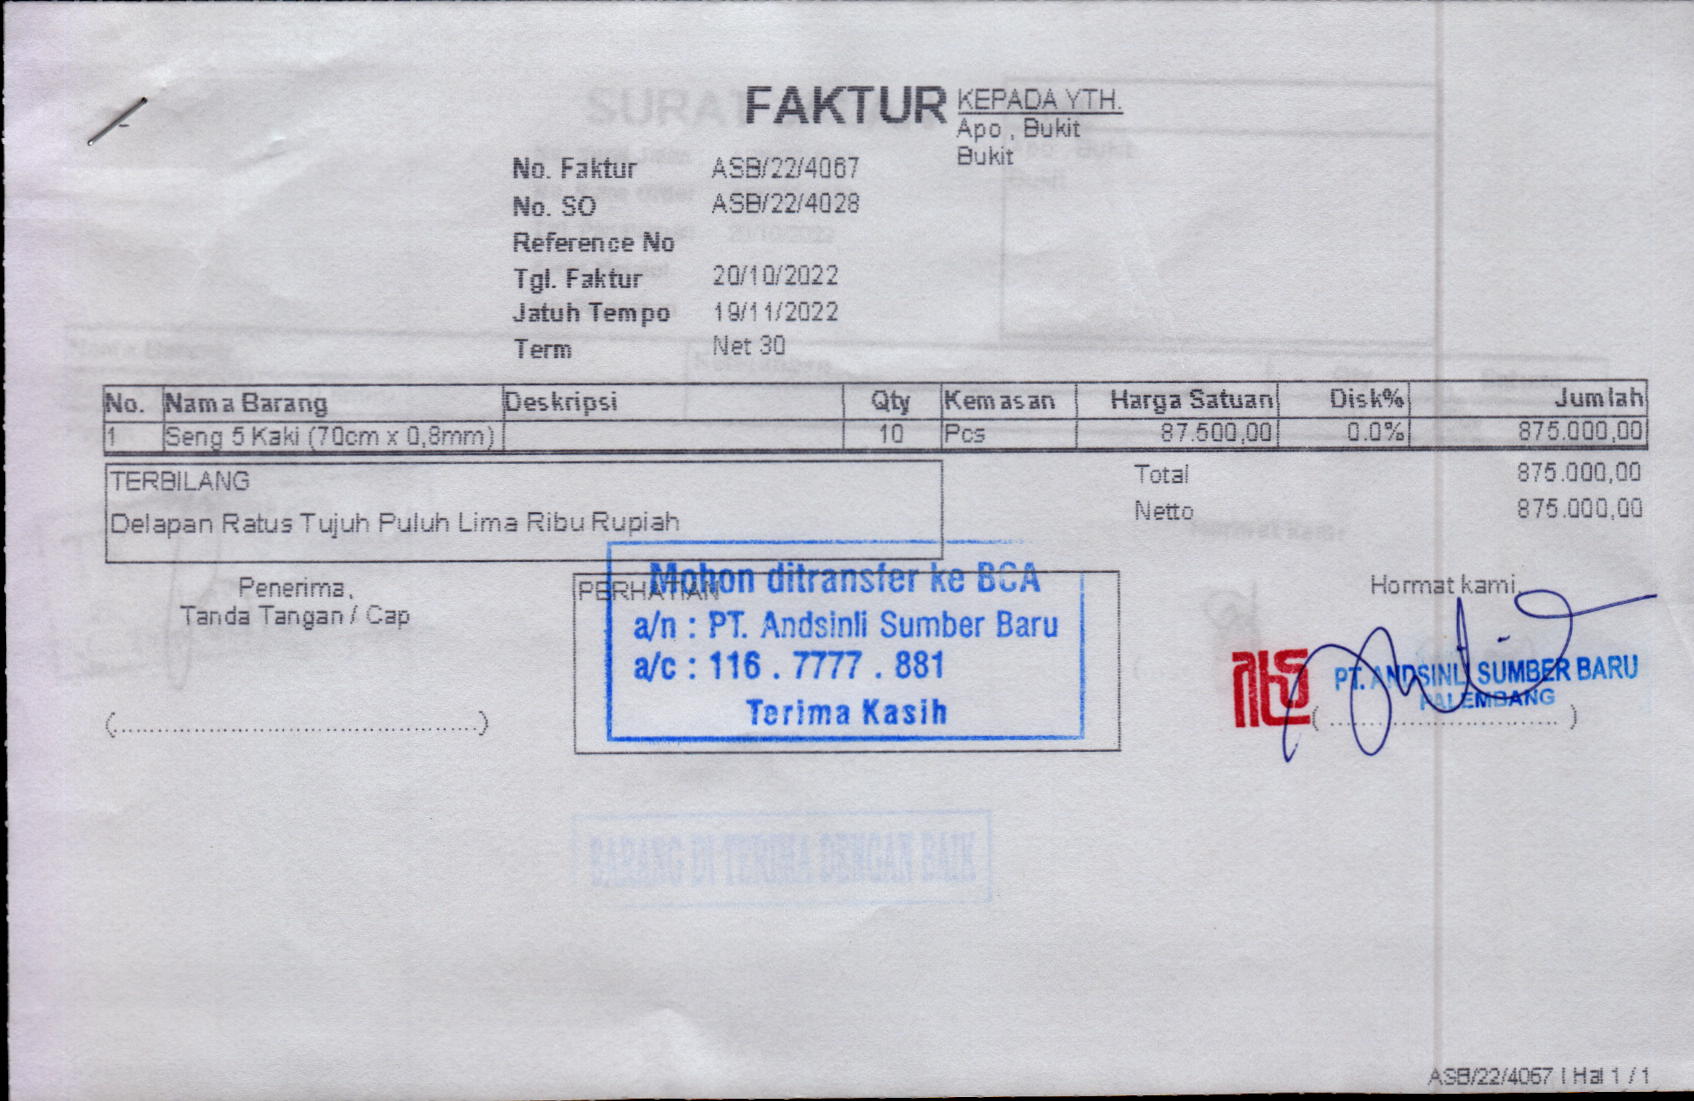 FAKTUR
KEPADA YTH.
Apo , Bukit
Bukit
No. Faktur ASB/22/4067
No. SO ASB/22/4028
Reference No
Tgl. Faktur 20/10/2022
Jatuh Tempo 19/11/2022
Term Net 30
No. Nama Barang Deskripsi Qty Kemasan Harga Satuan Disk% Jumlah
1 Seng 5 Kaki (70cm x 0,8mm) 10 Pcs 87.500,00 0.0% 875.000,00
TERBILANG
Delapan Ratus Tujuh Puluh Lima Ribu Rupiah
Total 875.000,00
Netto 875.000,00
Penerima,
Tanda Tangan / Cap
(...............................................)
PERHATIAN
Mohon ditransfer ke BCA
a/n : PT. Andsinli Sumber Baru
a/c : 116 . 7777 . 881
Terima Kasih
Hormat kami,
PT. ANDSINLI SUMBER BARU
PALEMBANG
(..............................)
BARANG DI TERIMA DENGAN BAIK
ASB/22/4067 | Hal 1 / 1